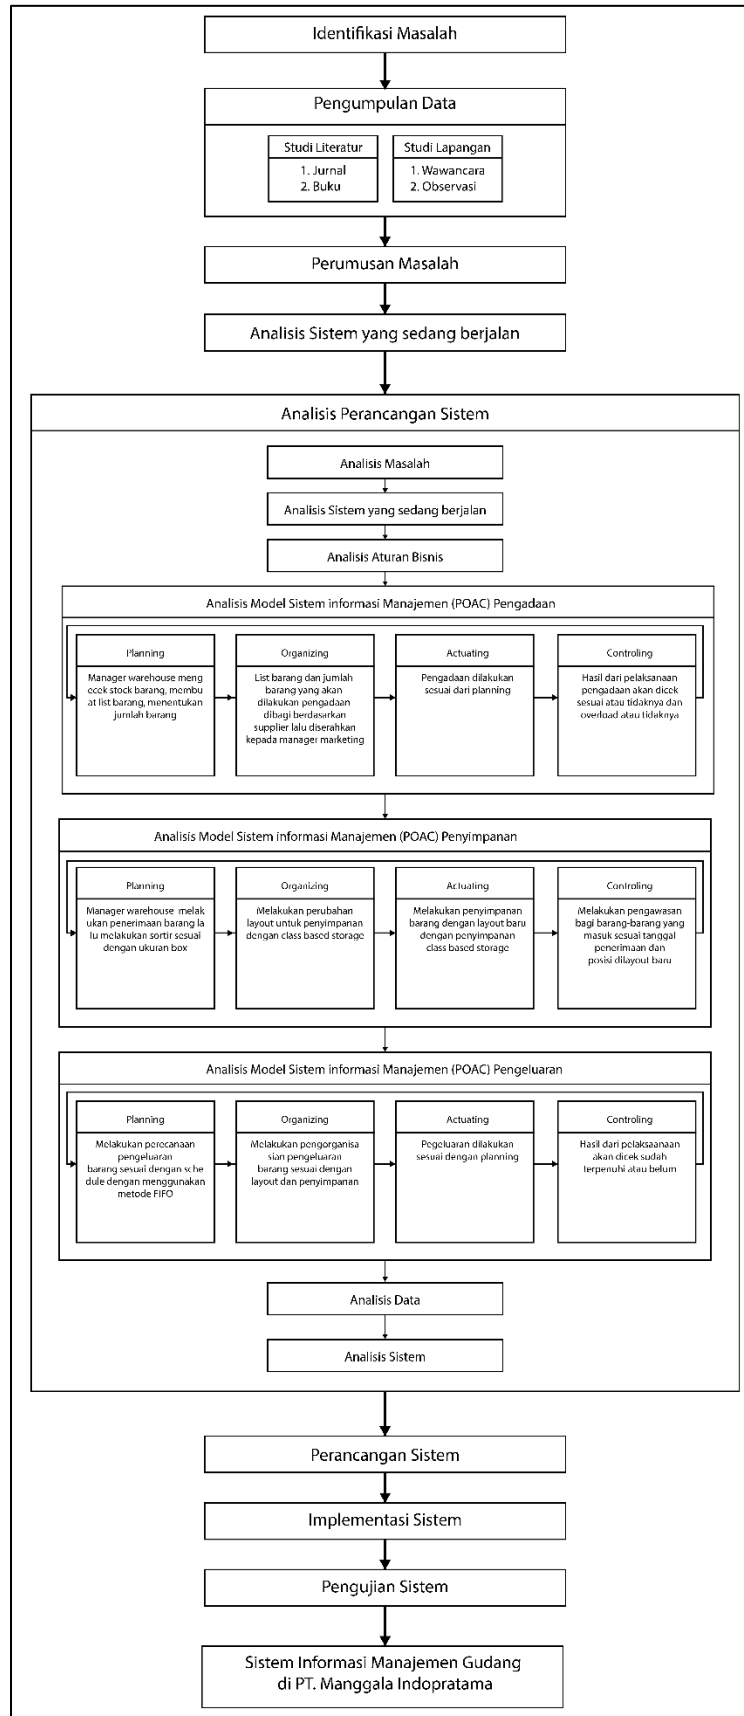 Identifikasi Masalah
Pengumpulan Data
Studi Literatur
1. Jurnal
2. Buku
Studi Lapangan
1. Wawancara
2. Observasi
Perumusan Masalah
Analisis Sistem yang sedang berjalan
Analisis Perancangan Sistem
Analisis Masalah
Analisis Sistem yang sedang berjalan
Analisis Aturan Bisnis
Analisis Model Sistem informasi Manajemen (POAC) Pengadaan
Planning
Manager warehouse meng
ecek stock barang, membu
at list barang, menentukan
jumlah barang
Organizing
List barang dan jumlah
barang yang akan
dilakukan pengadaan
dibagi berdasarkan
supplier lalu diserahkan
kepada manager marketing
Actuating
Pengadaan dilakukan
sesuai dari planning
Controling
Hasil dari pelaksanaan
pengadaan akan dicek
sesuai atau tidaknya dan
overload atau tidaknya
Analisis Model Sistem informasi Manajemen (POAC) Penyimpanan
Planning
Manager warehouse melak
ukan penerimaan barang la
lu melakukan sortir sesuai
dengan ukuran box
Organizing
Melakukan perubahan
layout untuk penyimpanan
dengan class based storage
Actuating
Melakukan penyimpanan
barang dengan layout baru
dengan penyimpanan
class based storage
Controling
Melakukan pengawasan
bagi barang-barang yang
masuk sesuai tanggal
penerimaan dan
posisi dilayout baru
Analisis Model Sistem informasi Manajemen (POAC) Pengeluaran
Planning
Melakukan perecanaan
pengeluaran
barang sesuai dengan sche
dule dengan menggunakan
metode FIFO
Organizing
Melakukan pengorganisa
sian pengeluaran
barang sesuai dengan
layout dan penyimpanan
Actuating
Pegeluaran dilakukan
sesuai dengan planning
Controling
Hasil dari pelaksaanaan
akan dicek sudah
terpenuhi atau belum
Analisis Data
Analisis Sistem
Perancangan Sistem
Implementasi Sistem
Pengujian Sistem
Sistem Informasi Manajemen Gudang
di PT. Manggala Indopratama